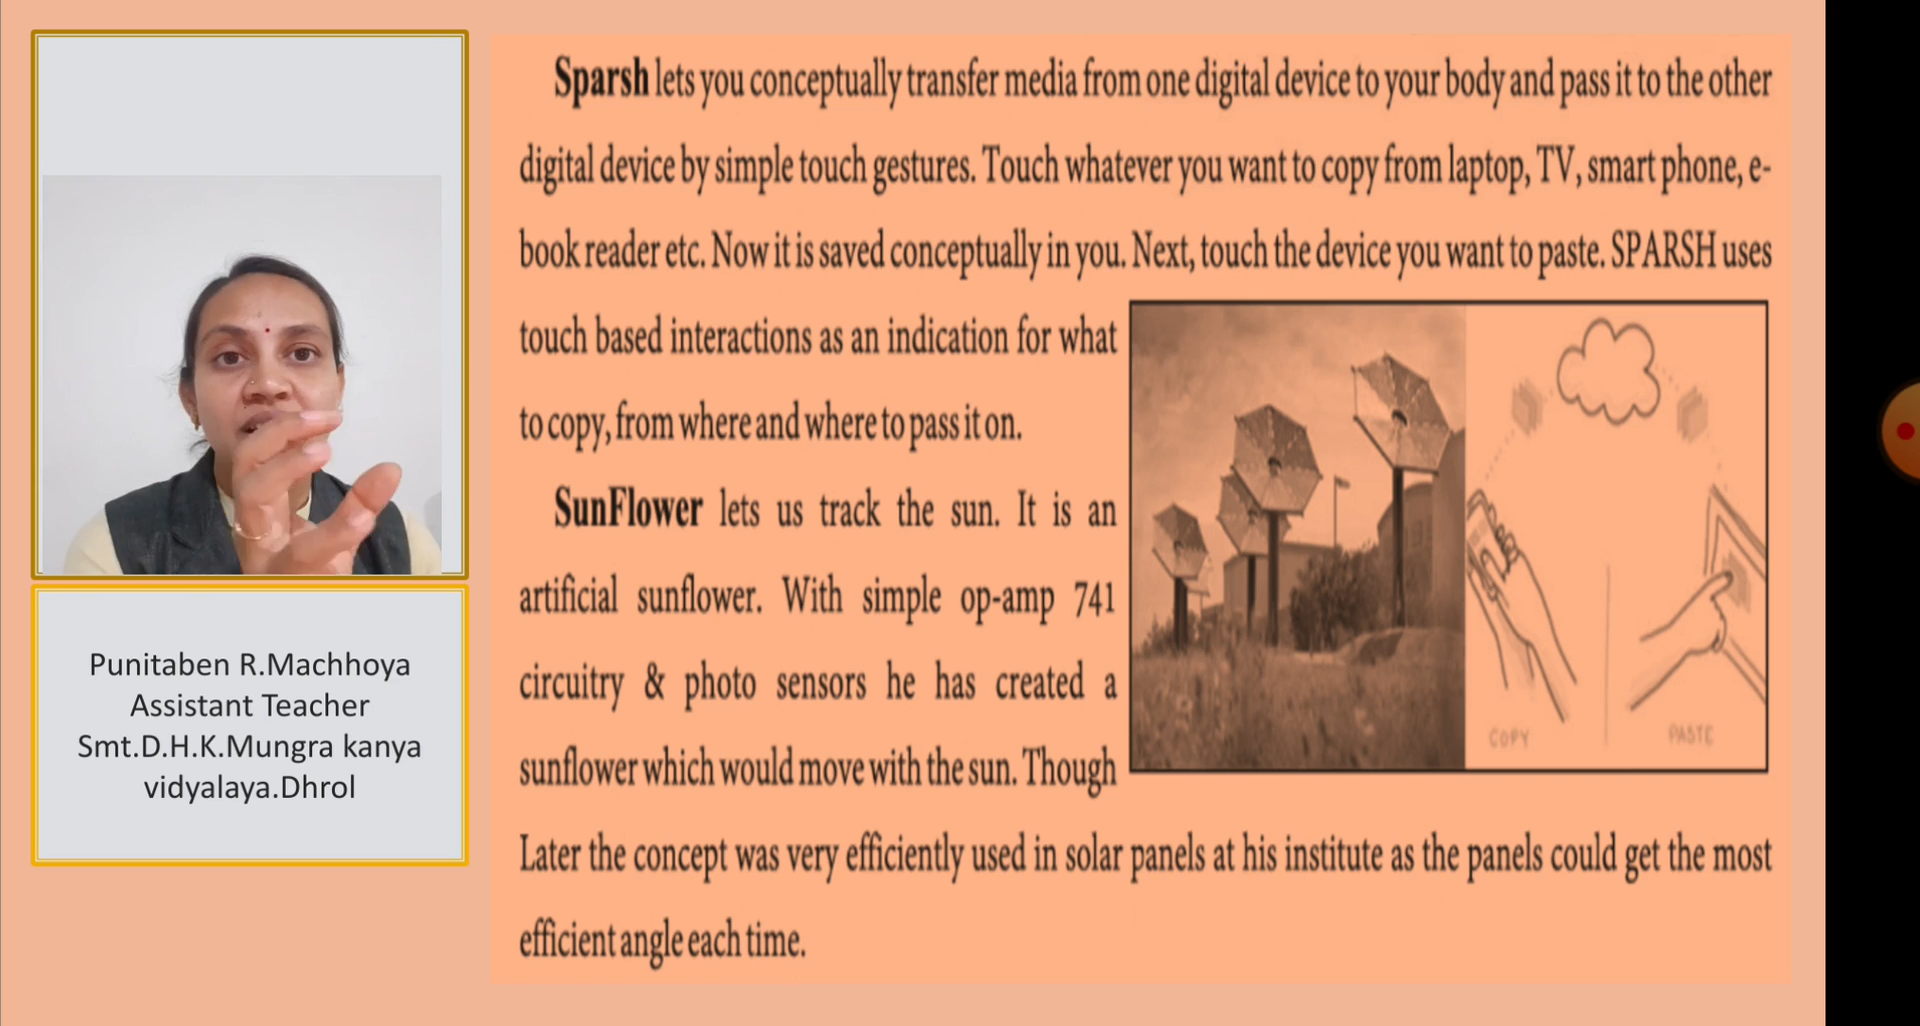 Sparsh lets you conceptually transfer media from one digital device to your body and pass it to the other
digital device by simple touch gestures. Touch whatever you want to copy from laptop, TV, smart phone, e-
book reader etc. Now it is saved conceptually in you. Next, touch the device you want to paste. SPARSH uses
touch based interactions as an indication for what
to copy, from where and where to pass it on.
SunFlower lets us track the sun. It is an
artificial sunflower. With simple op-amp 741
circuitry & photo sensors he has created a
sunflower which would move with the sun. Though
Later the concept was very efficiently used in solar panels at his institute as the panels could get the most
efficient angle each time.
COPY
PASTE
Punitaben R.Machhoya
Assistant Teacher
Smt.D.H.K.Mungra kanya
vidyalaya.Dhrol